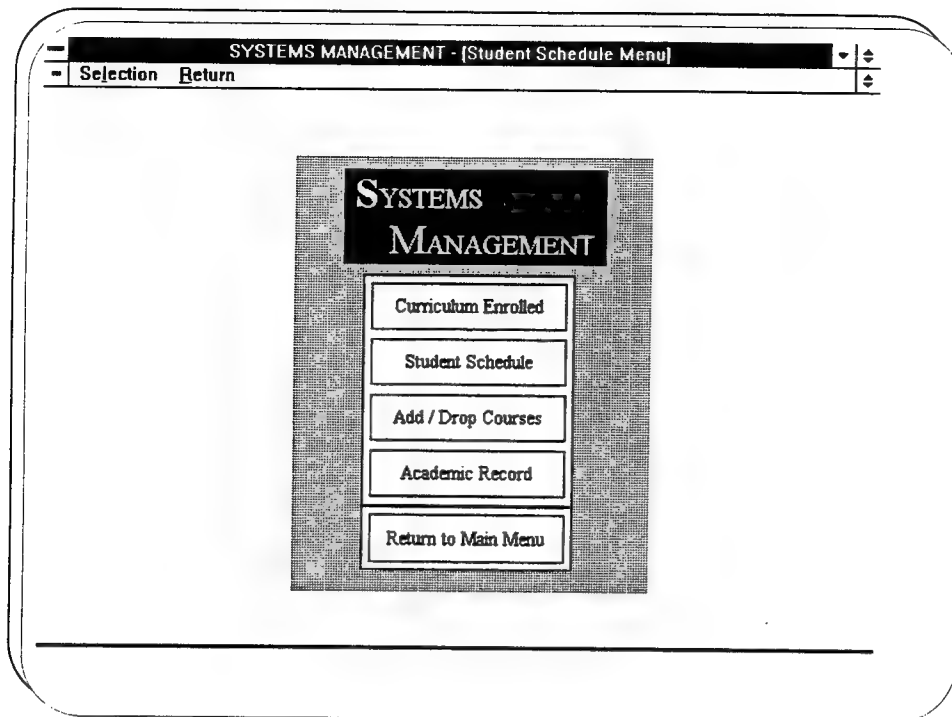 SYSTEMS MANAGEMENT - [Student Schedule Menu]
Selection Return
SYSTEMS
MANAGEMENT
Curriculum Enrolled
Student Schedule
Add / Drop Courses
Academic Record
Return to Main Menu